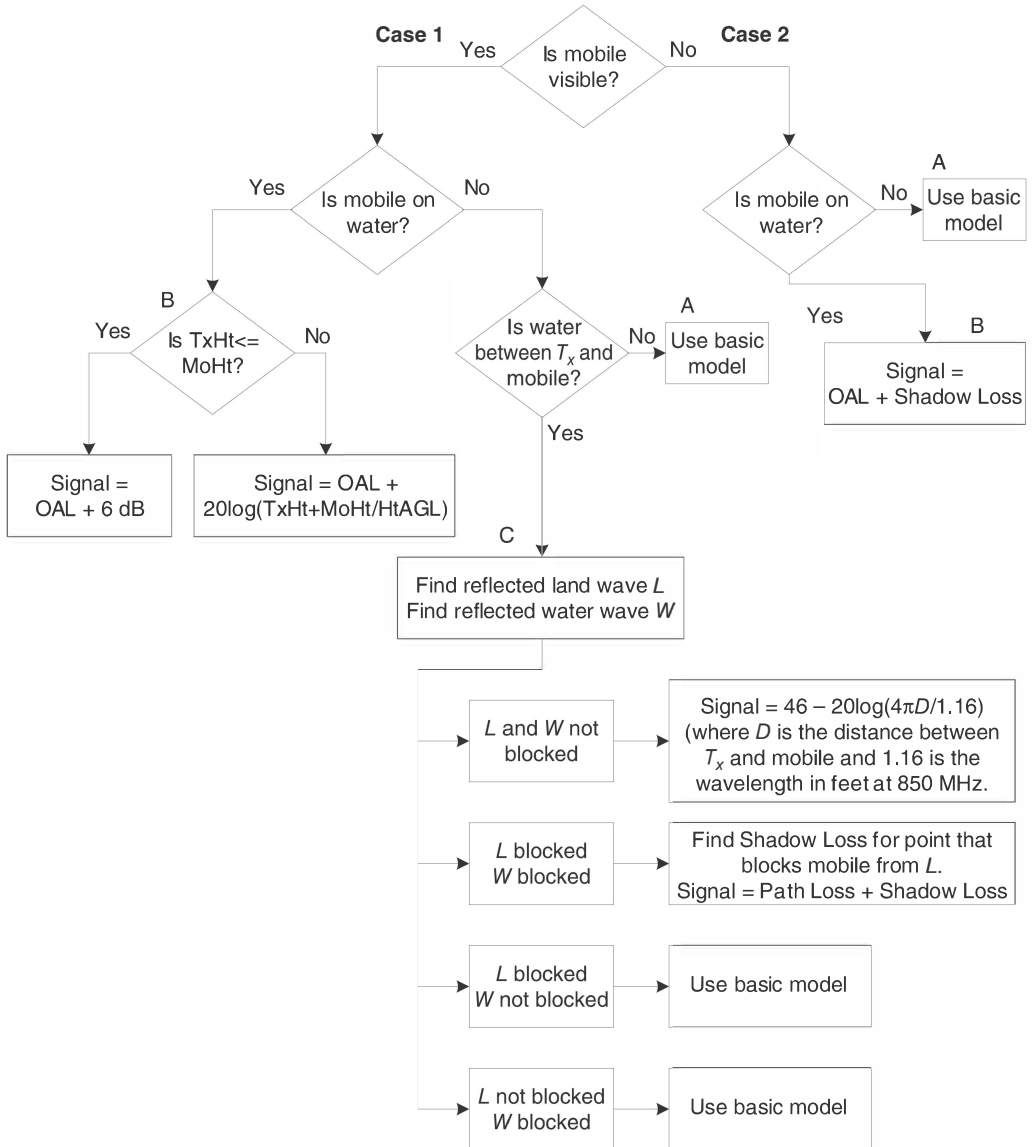 Case 1
Yes
Is mobile
visible?
No
Case 2
Yes
Is mobile on
water?
No
Is mobile on
water?
No
A
Use basic
model
B
Yes
Is TxHt<=
MoHt?
No
Is water
between Tx and
mobile?
No
A
Use basic
model
Yes
B
Signal =
OAL + Shadow Loss
Yes
Signal =
OAL + 6 dB
Signal = OAL +
20log(TxHt+MoHt/HtAGL)
C
Find reflected land wave L
Find reflected water wave W
L and W not
blocked
Signal = 46 – 20log(4πD/1.16)
(where D is the distance between
Tx and mobile and 1.16 is the
wavelength in feet at 850 MHz.
L blocked
W blocked
Find Shadow Loss for point that
blocks mobile from L.
Signal = Path Loss + Shadow Loss
L blocked
W not blocked
Use basic model
L not blocked
W blocked
Use basic model